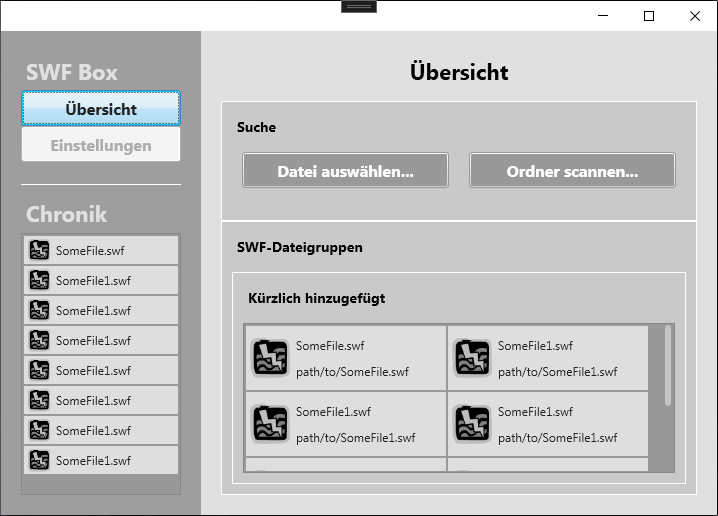 SWF Box
Übersicht
Einstellungen
Chronik
SomeFile.swf
SomeFile1.swf
SomeFile1.swf
SomeFile1.swf
SomeFile1.swf
SomeFile1.swf
SomeFile1.swf
SomeFile1.swf
Übersicht
Suche
Datei auswählen...
Ordner scannen...
SWF-Dateigruppen
Kürzlich hinzugefügt
SomeFile.swf
path/to/SomeFile.swf
SomeFile1.swf
path/to/SomeFile1.swf
SomeFile1.swf
path/to/SomeFile1.swf
SomeFile1.swf
path/to/SomeFile1.swf